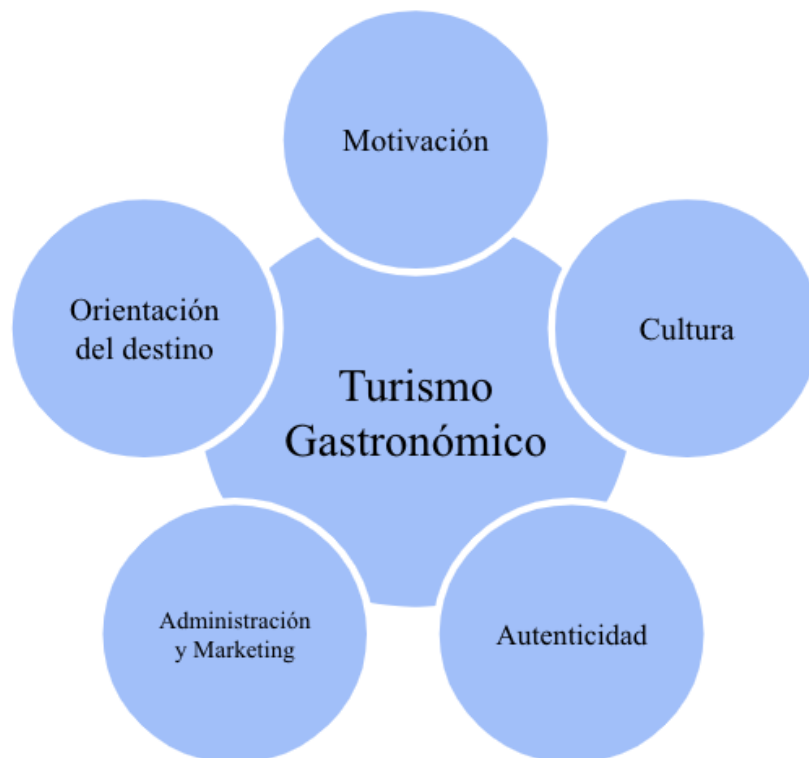 Motivación
Orientación
del destino
Cultura
Turismo
Gastronómico
Administración
y Marketing
Autenticidad